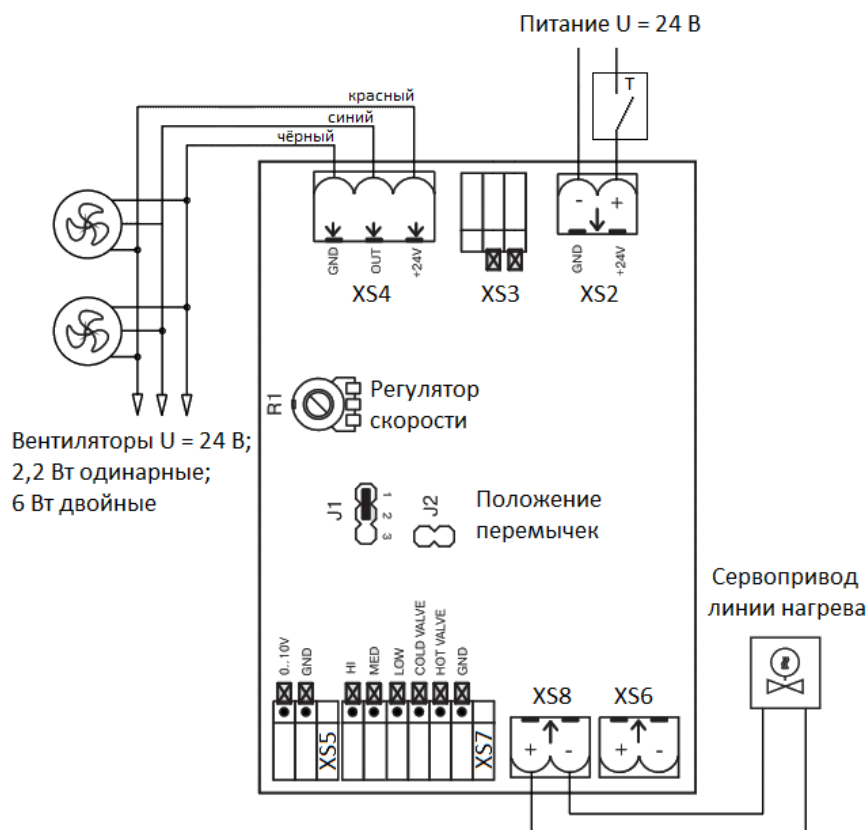 Питание U = 24 В
T
красный
синий
чёрный
- +
GND
OUT
+24V
GND
+24V
XS4
XS3
XS2
R1
Регулятор
скорости
Вентиляторы U = 24 В;
2,2 Вт одинарные;
6 Вт двойные
J1
1
2
3
J2
Положение
перемычек
Сервопривод
линии нагрева
0..10V
GND
HI
MED
LOW
COLD VALVE
HOT VALVE
GND
XS5
XS7
XS8
XS6
+ -
+ -